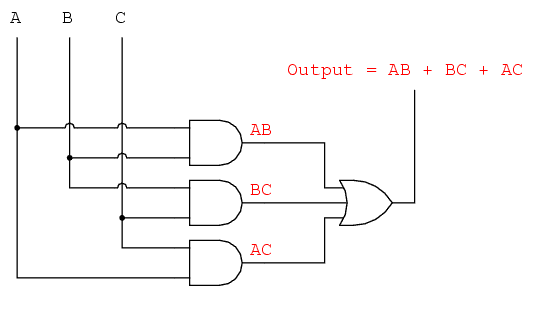 A B C
Output = AB + BC + AC
AB
BC
AC